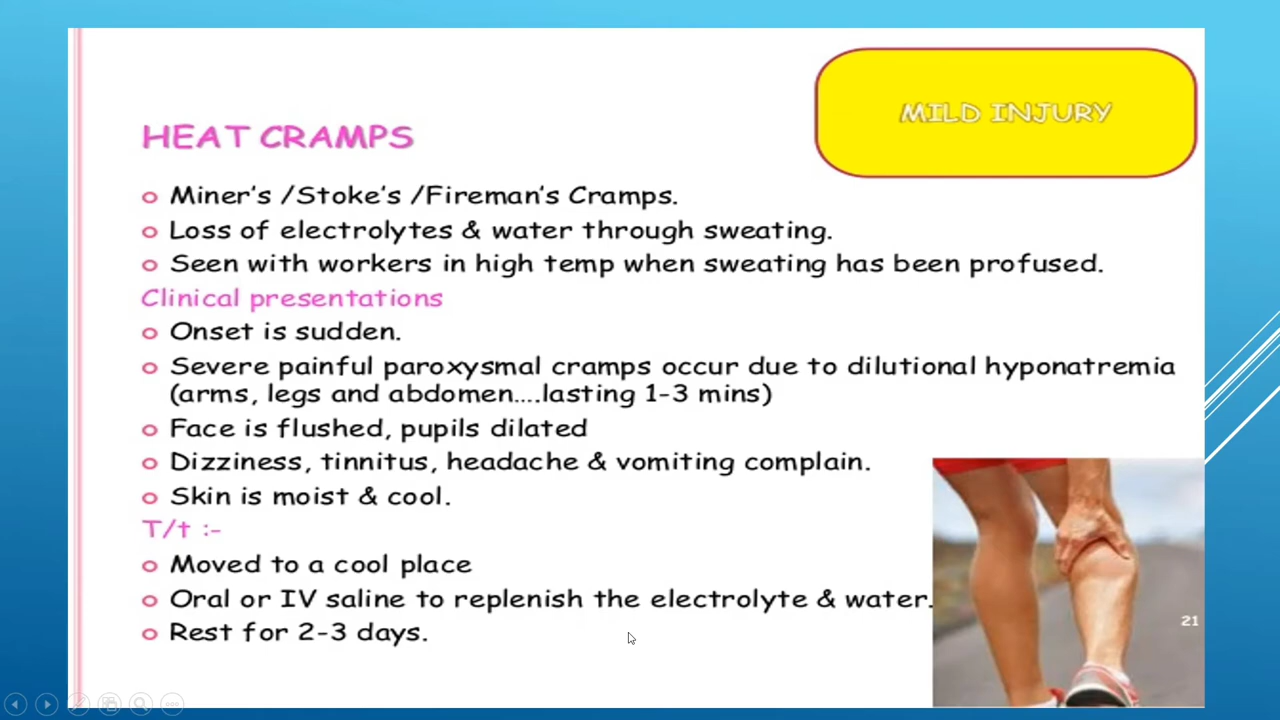 MILD INJURY
HEAT CRAMPS
Miner's /Stoke's /Fireman's Cramps.
Loss of electrolytes & water through sweating.
Seen with workers in high temp when sweating has been profused.
Clinical presentations
Onset is sudden.
Severe painful paroxysmal cramps occur due to dilutional hyponatremia
(arms, legs and abdomen....lasting 1-3 mins)
Face is flushed, pupils dilated
Dizziness, tinnitus, headache & vomiting complain.
Skin is moist & cool.
T/t :-
Moved to a cool place
Oral or IV saline to replenish the electrolyte & water.
Rest for 2-3 days.
21